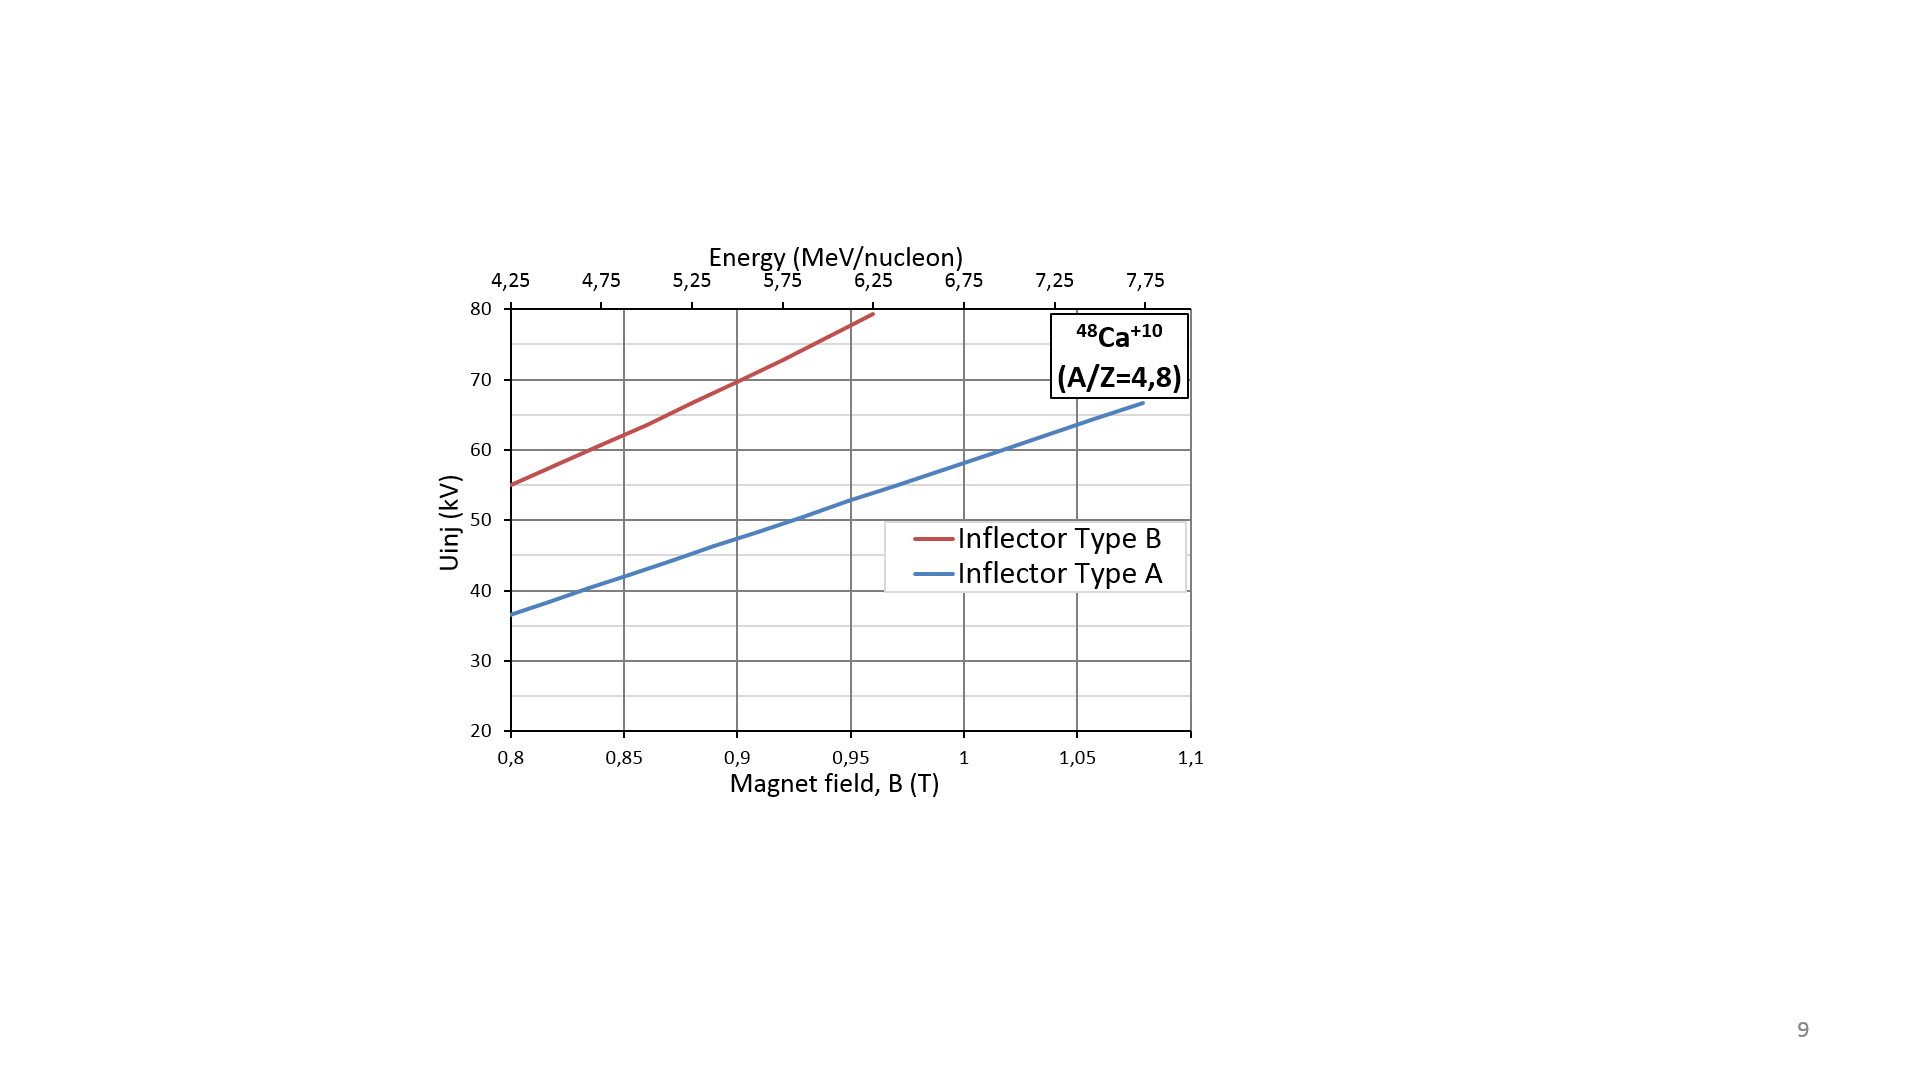 Energy (MeV/nucleon)
4,25 4,75 5,25 5,75 6,25 6,75 7,25 7,75
80
70
60
50
40
30
20
Uinj (kV)
⁴⁸Ca⁺¹⁰
(A/Z=4,8)
Inflector Type B
Inflector Type A
0,8 0,85 0,9 0,95 1 1,05 1,1
Magnet field, B (T)
9